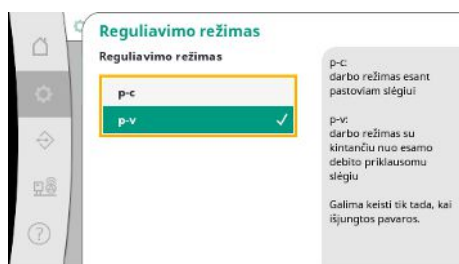 Reguliavimo režimas
Reguliavimo režimas
p-c
p-v
p-c:
darbo režimas esant
pastoviam slėgiui
p-v:
darbo režimas su
kintančiu nuo esamo
debito priklausomu
slėgiu
Galima keisti tik tada, kai
išjungtos pavaros.